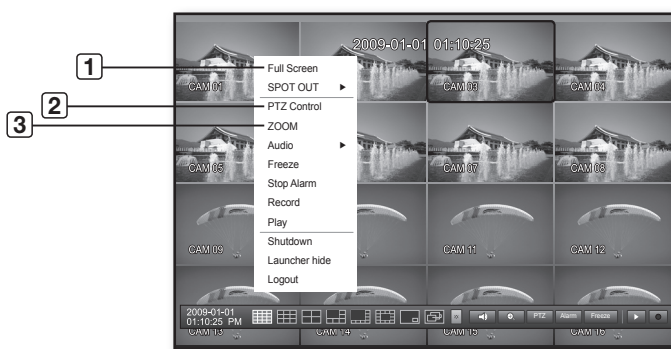 2009-01-01 01:10:25
1
Full Screen
SPOT OUT
CAM 01
CAM 03
CAM 04
2
PTZ Control
3
ZOOM
Audio
Freeze
CAM 05
CAM 07
CAM 08
Stop Alarm
Record
Play
Shutdown
CAM 09
CAM 11
CAM 12
Launcher hide
Logout
2009-01-01
01:10:25 PM
PTZ
Alarm
Freeze
CAM 13
CAM 14
CAM 15
CAM 16